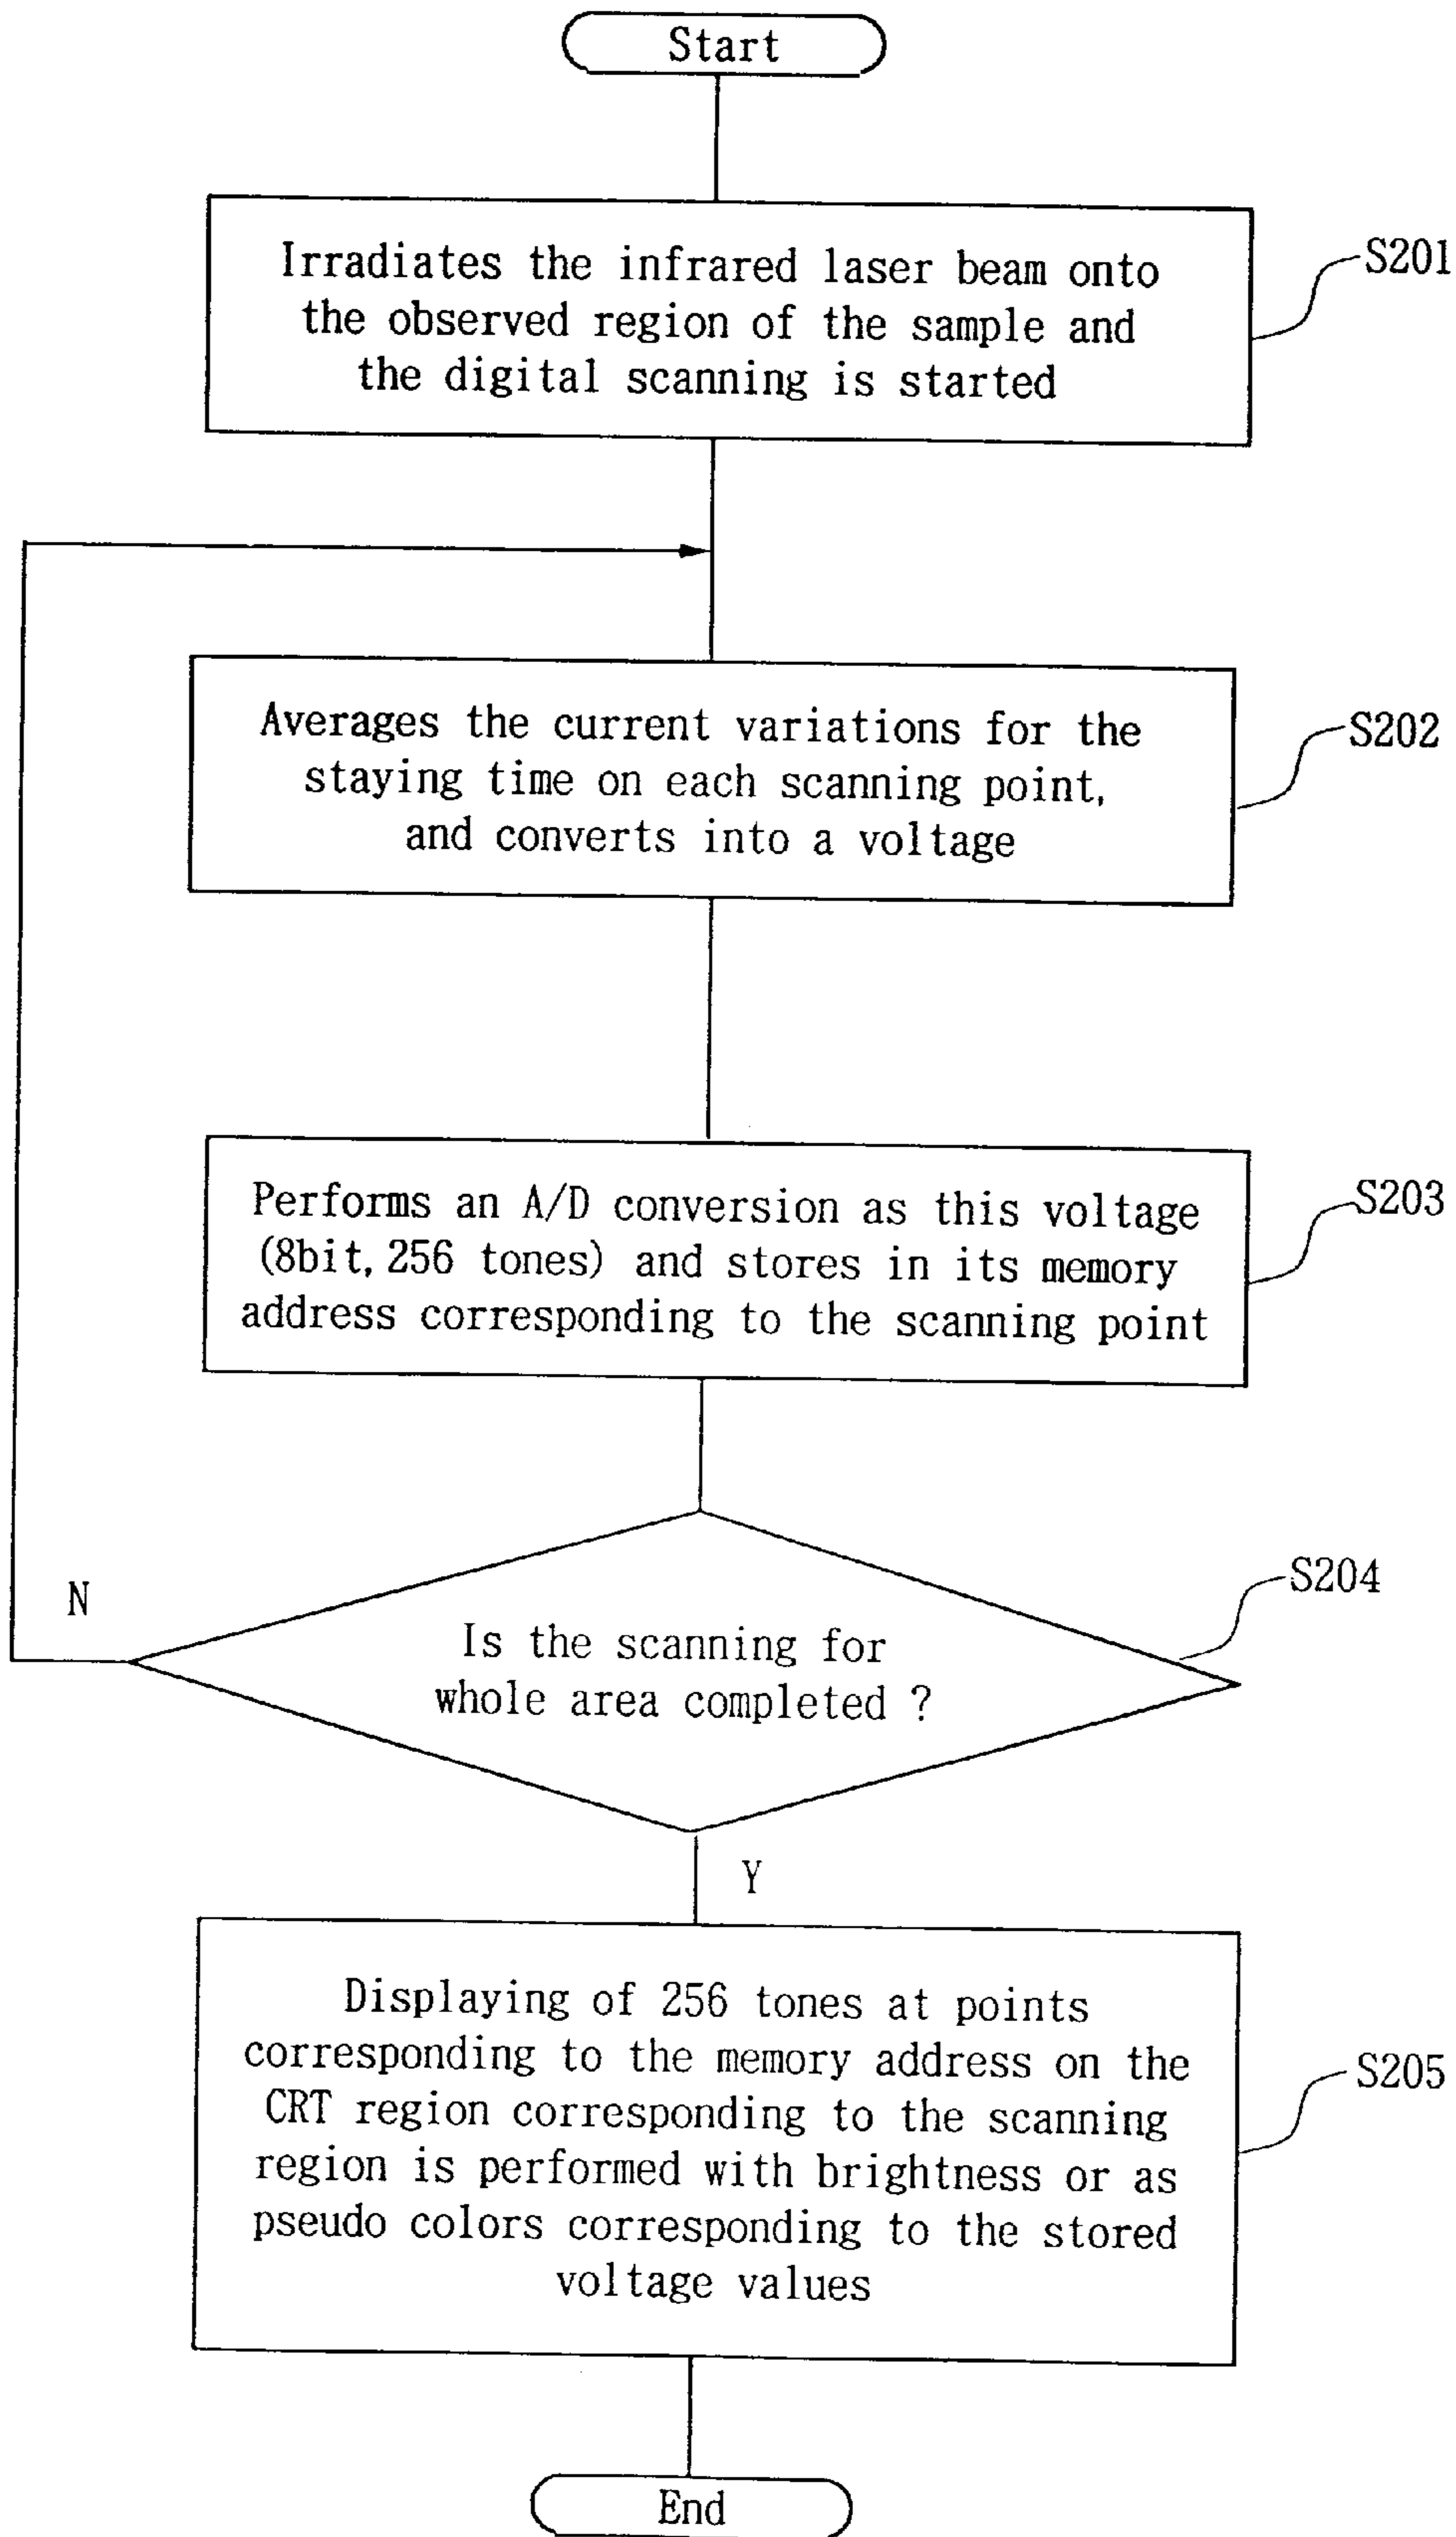 Start
Irradiates the infrared laser beam onto
the observed region of the sample and
the digital scanning is started
S201
Averages the current variations for the
staying time on each scanning point,
and converts into a voltage
S202
Performs an A/D conversion as this voltage
(8bit, 256 tones) and stores in its memory
address corresponding to the scanning point
S203
Is the scanning for
whole area completed ?
S204
N
Y
Displaying of 256 tones at points
corresponding to the memory address on the
CRT region corresponding to the scanning
region is performed with brightness or as
pseudo colors corresponding to the stored
voltage values
S205
End